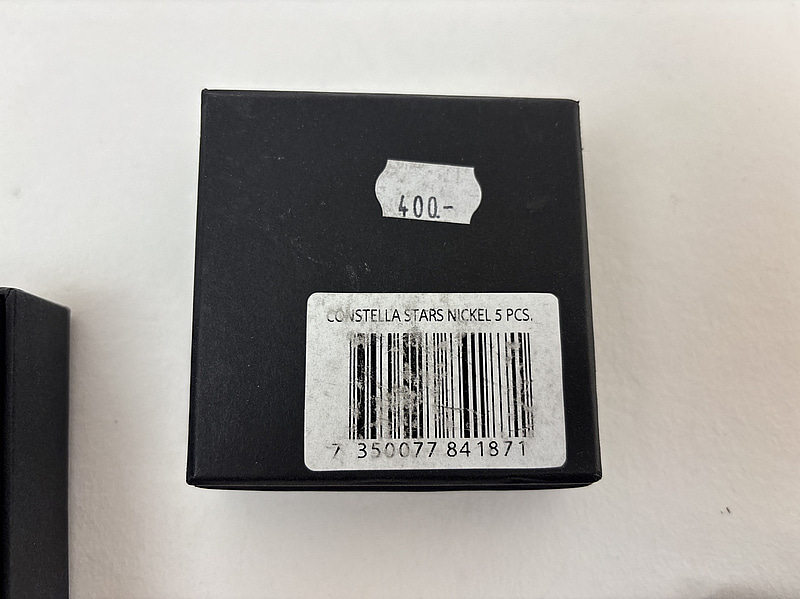 400.-
CONSTELLA STARS NICKEL 5 PCS.
7 350077 841871